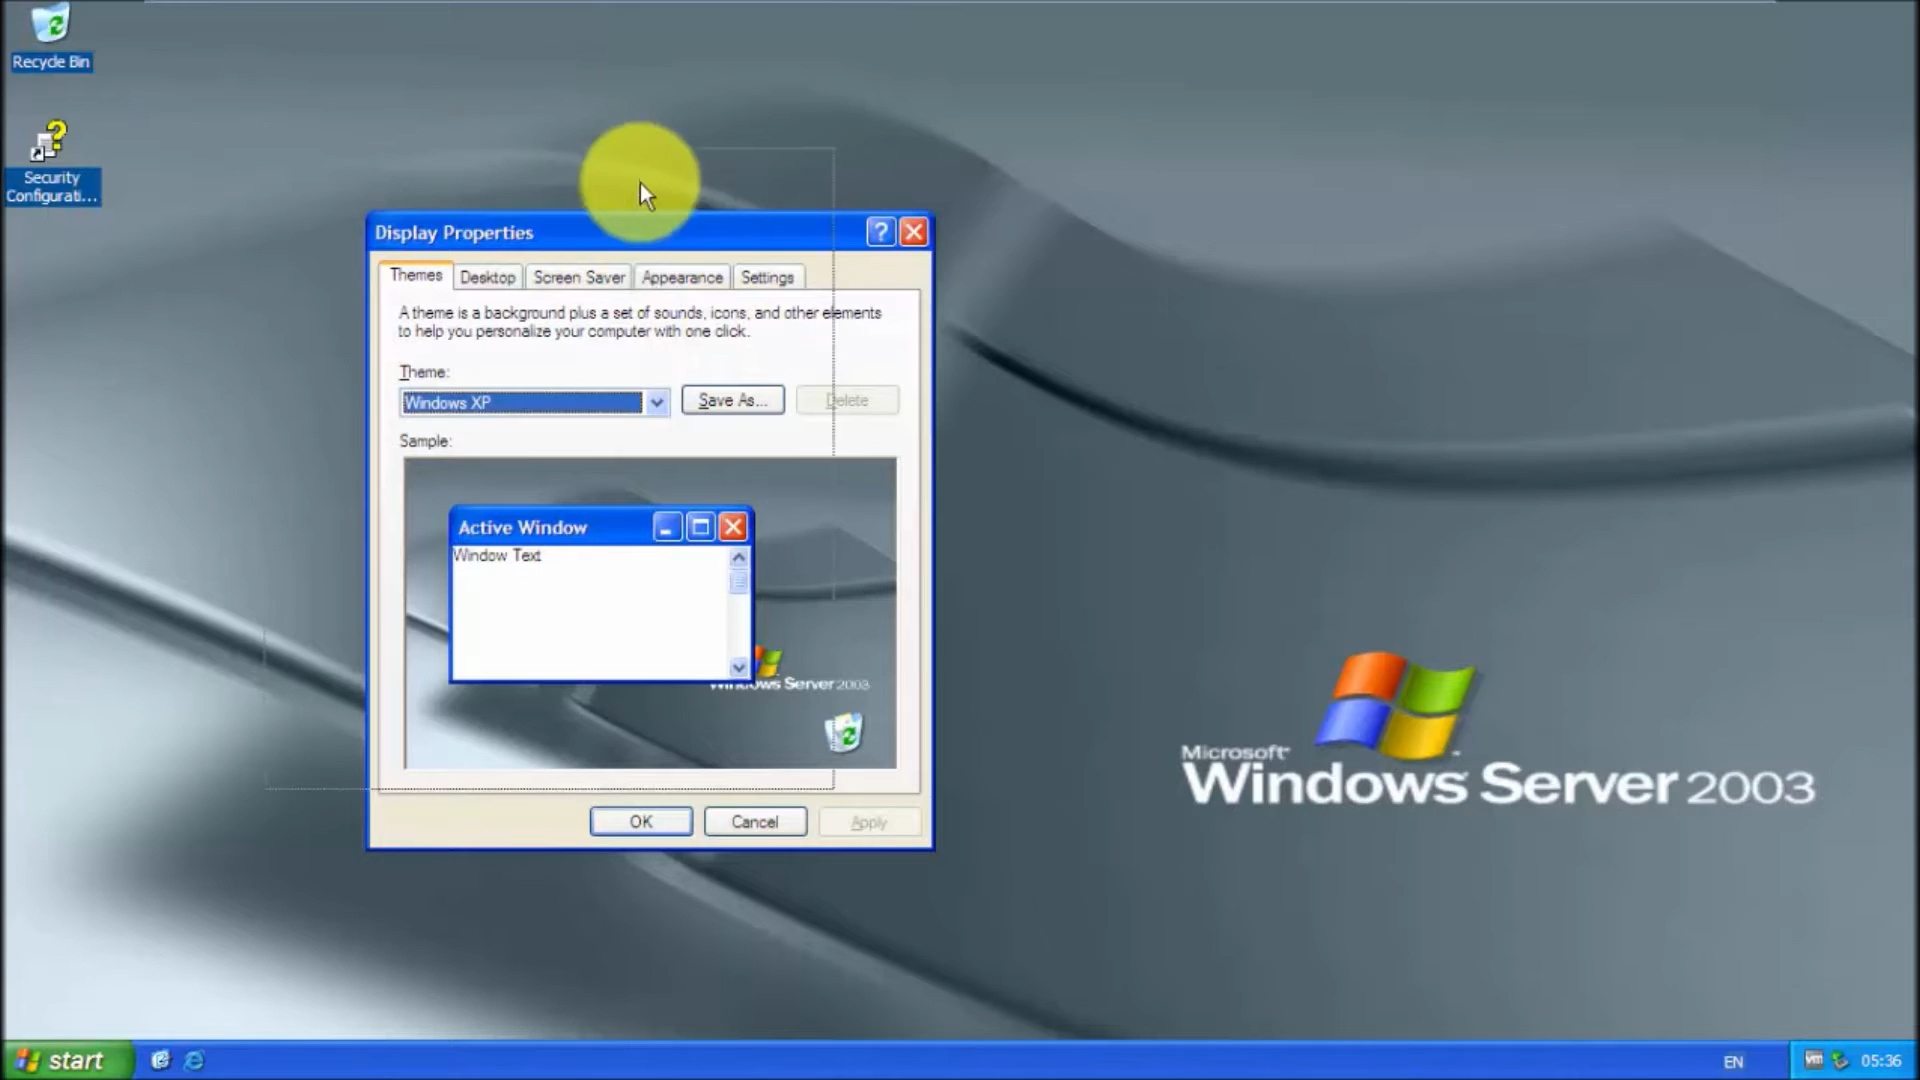 Recycle Bin
Security
Configurati...
Display Properties
?
Themes
Desktop
Screen Saver
Appearance
Settings
A theme is a background plus a set of sounds, icons, and other elements
to help you personalize your computer with one click.
Theme:
Windows XP
Save As...
Delete
Sample:
Active Window
Window Text
Windows Server 2003
OK
Cancel
Apply
Microsoft
Windows Server 2003
start
EN
vm
05:36